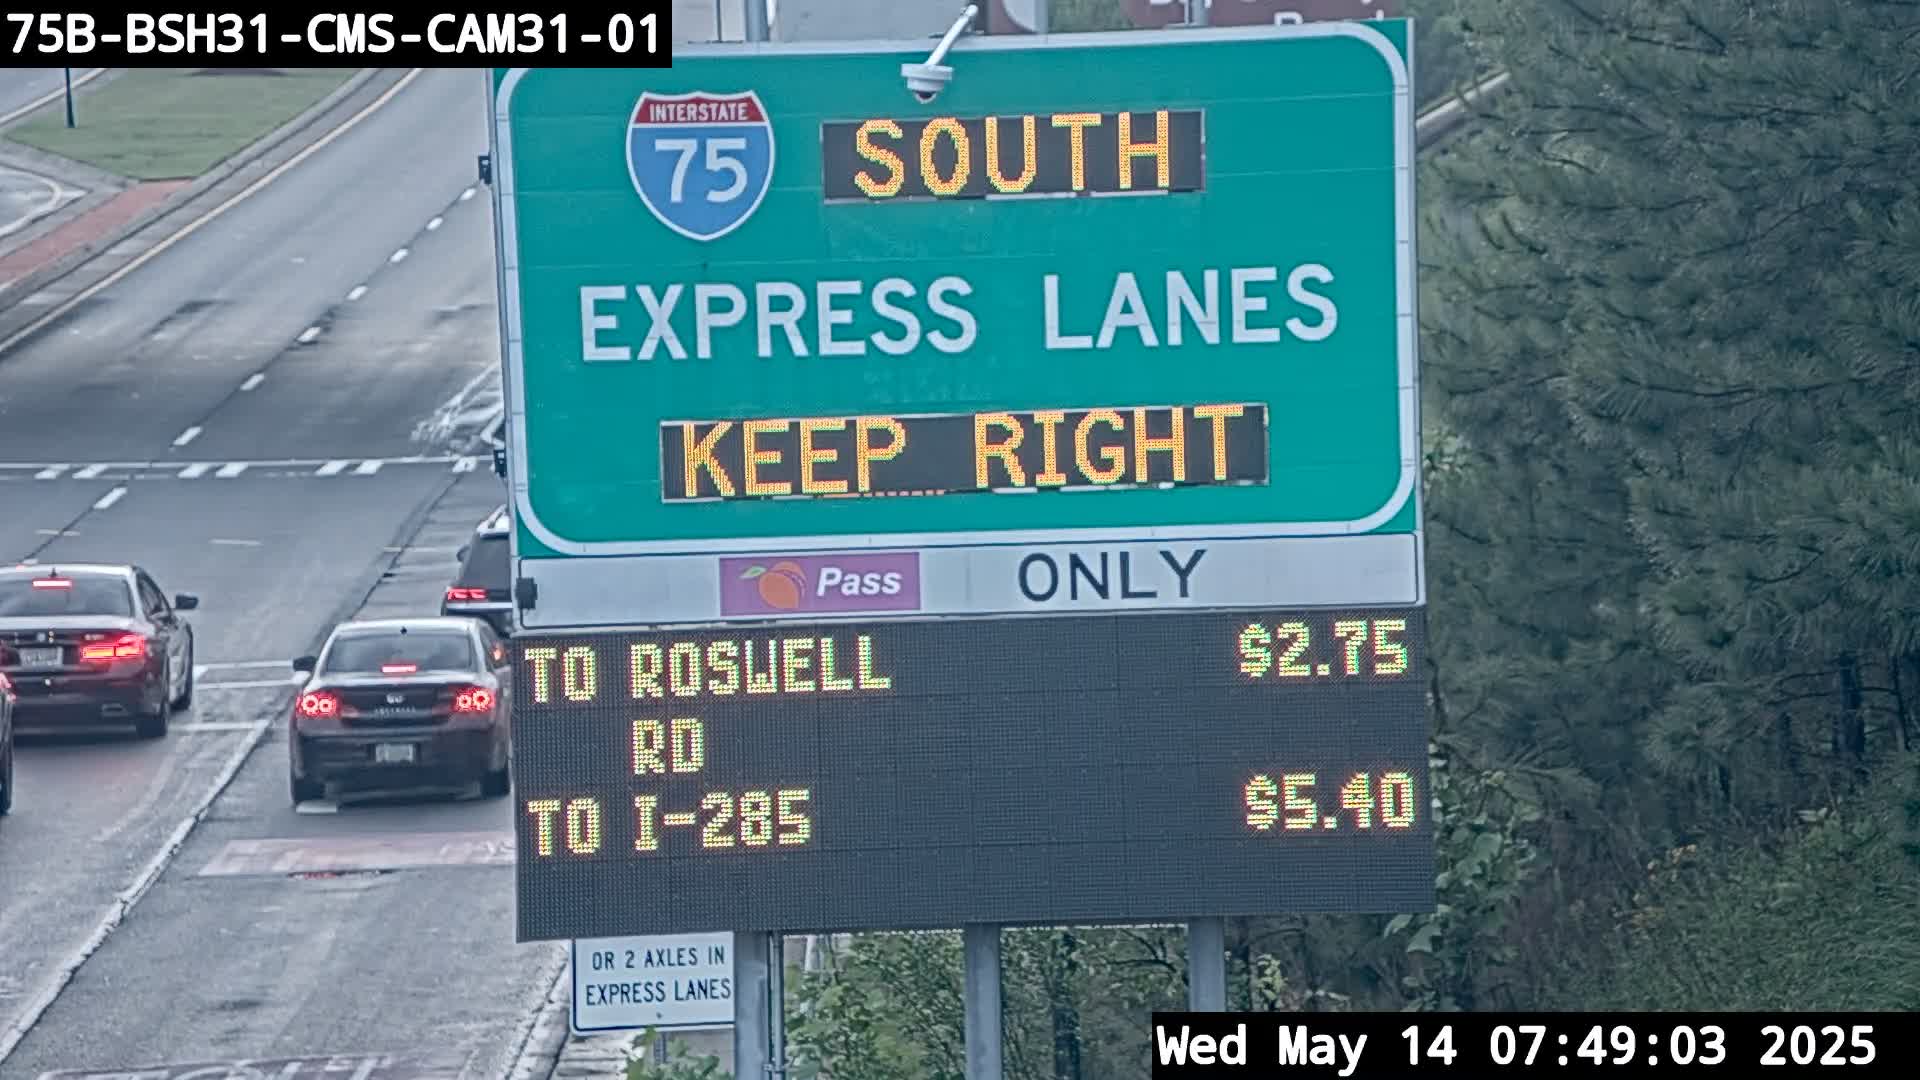 75B-BSH31-CMS-CAM31-01
INTERSTATE
75
SOUTH
EXPRESS LANES
KEEP RIGHT
Pass ONLY
TO ROSWELL $2.75
RD
TO I-285 $5.40
OR 2 AXLES IN
EXPRESS LANES
Wed May 14 07:49:03 2025